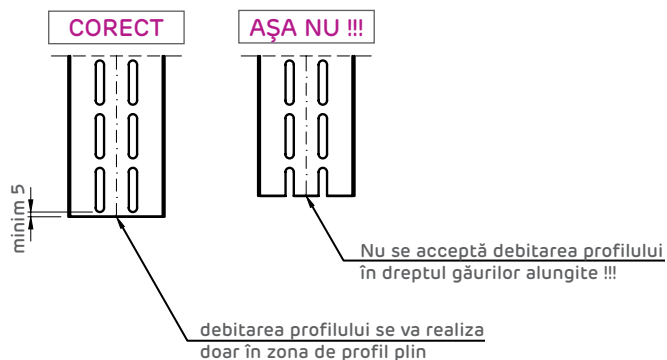 CORECT
AŞA NU !!!
minim 5
Nu se acceptă debitarea profilului
în dreptul găurilor alungite !!!
debitarea profilului se va realiza
doar în zona de profil plin